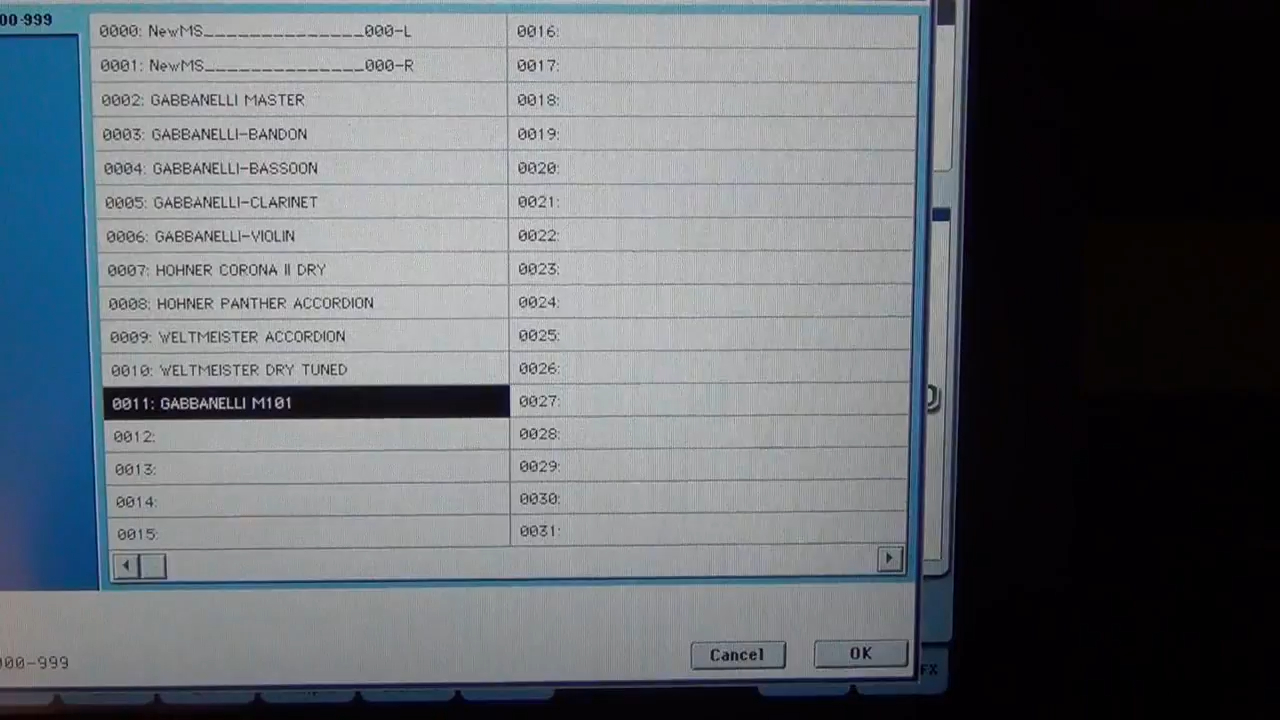 00-999
0000: NewMS______________000-L
0001: NewMS______________000-R
0002: GABBANELLI MASTER
0003: GABBANELLI-BANDON
0004: GABBANELLI-BASSOON
0005: GABBANELLI-CLARINET
0006: GABBANELLI-VIOLIN
0007: HOHNER CORONA II DRY
0008: HOHNER PANTHER ACCORDION
0009: WELTMEISTER ACCORDION
0010: WELTMEISTER DRY TUNED
0011: GABBANELLI M101
0012:
0013:
0014:
0015:
0016:
0017:
0018:
0019:
0020:
0021:
0022:
0023:
0024:
0025:
0026:
0027:
0028:
0029:
0030:
0031:
00-999
Cancel
OK
FX